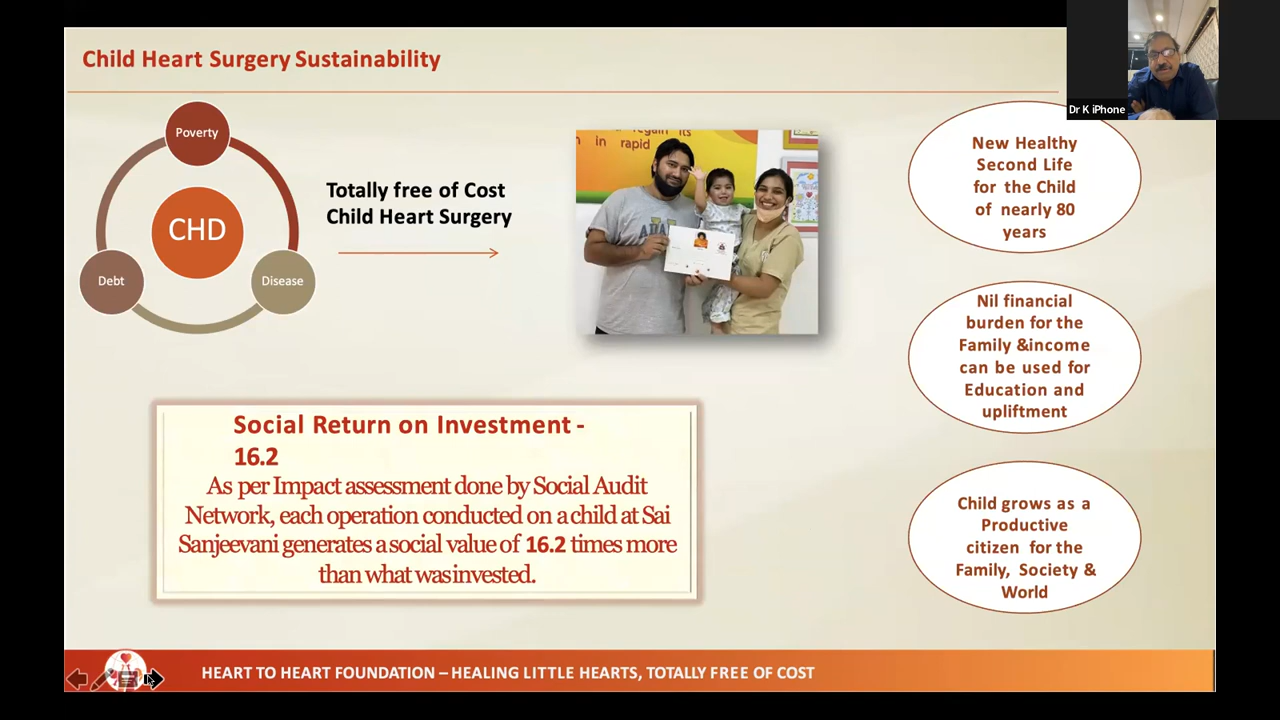 Child Heart Surgery Sustainability
Dr K iPhone
Poverty
CHD
Debt
Disease
Totally free of Cost
Child Heart Surgery
regain its
in rapid
New Healthy
Second Life
for the Child
of nearly 80
years
Nil financial
burden for the
Family &income
can be used for
Education and
upliftment
Child grows as a
Productive
citizen for the
Family, Society &
World
Social Return on Investment -
16.2
As per Impact assessment done by Social Audit
Network, each operation conducted on a child at Sai
Sanjeevani generates a social value of 16.2 times more
than what was invested.
HEART TO HEART FOUNDATION – HEALING LITTLE HEARTS, TOTALLY FREE OF COST